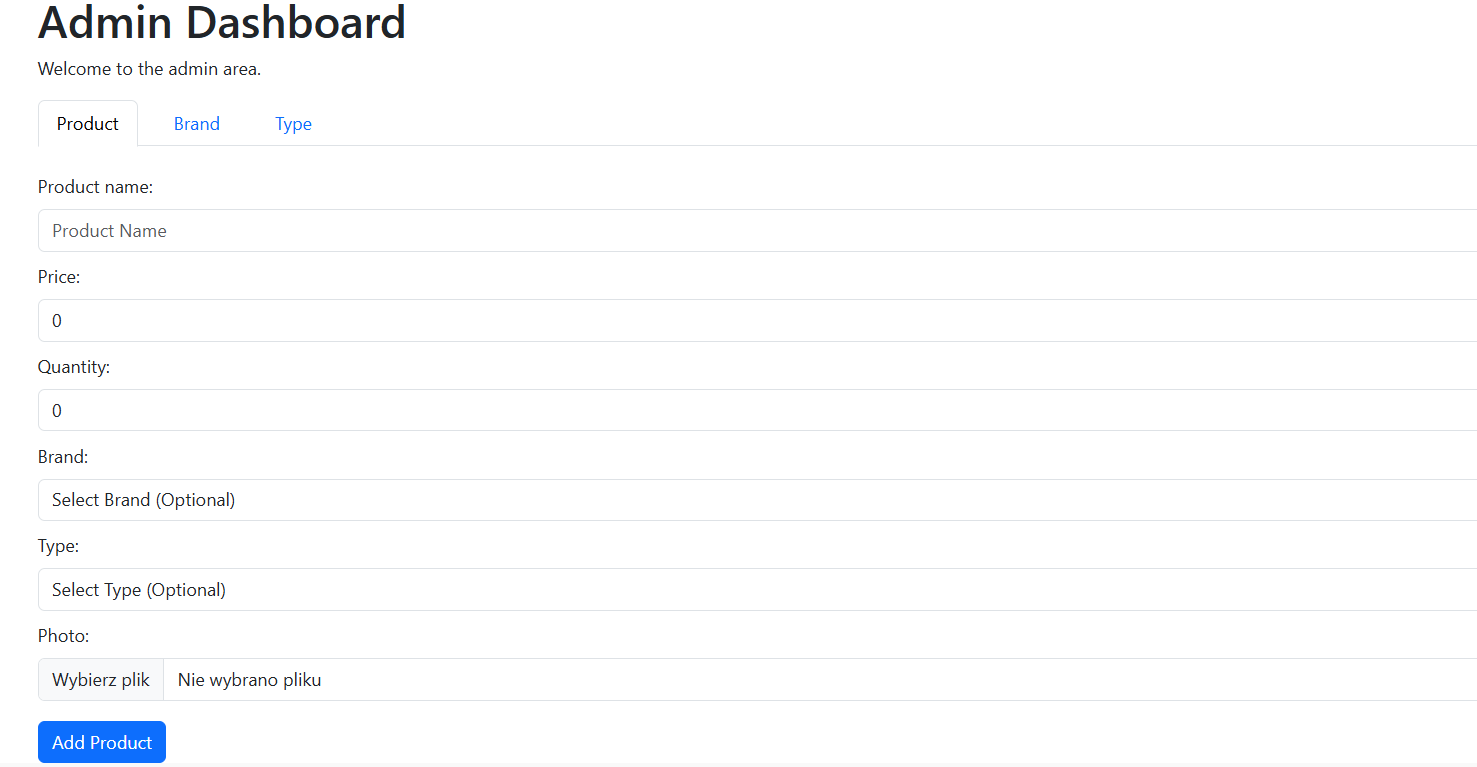 Admin Dashboard
Welcome to the admin area.
Product Brand Type
Product name:
Product Name
Price:
0
Quantity:
0
Brand:
Select Brand (Optional)
Type:
Select Type (Optional)
Photo:
Wybierz plik Nie wybrano pliku
Add Product